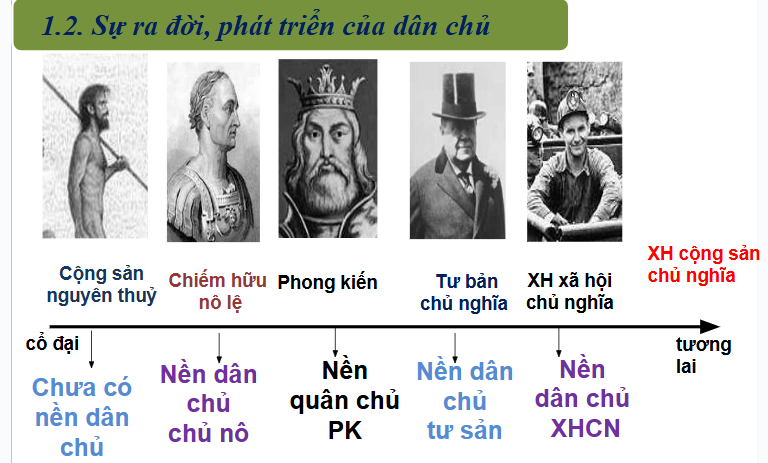 1.2. Sự ra đời, phát triển của dân chủ
Cộng sản
nguyên thuỷ
Chiếm hữu
nô lệ
Phong kiến
Tư bản
chủ nghĩa
XH xã hội
chủ nghĩa
XH cộng sản
chủ nghĩa
cổ đại
tương
lai
Chưa có
nền dân
chủ
Nền dân
chủ
chủ nô
Nền
quân chủ
PK
Nền dân
chủ
tư sản
Nền
dân chủ
XHCN